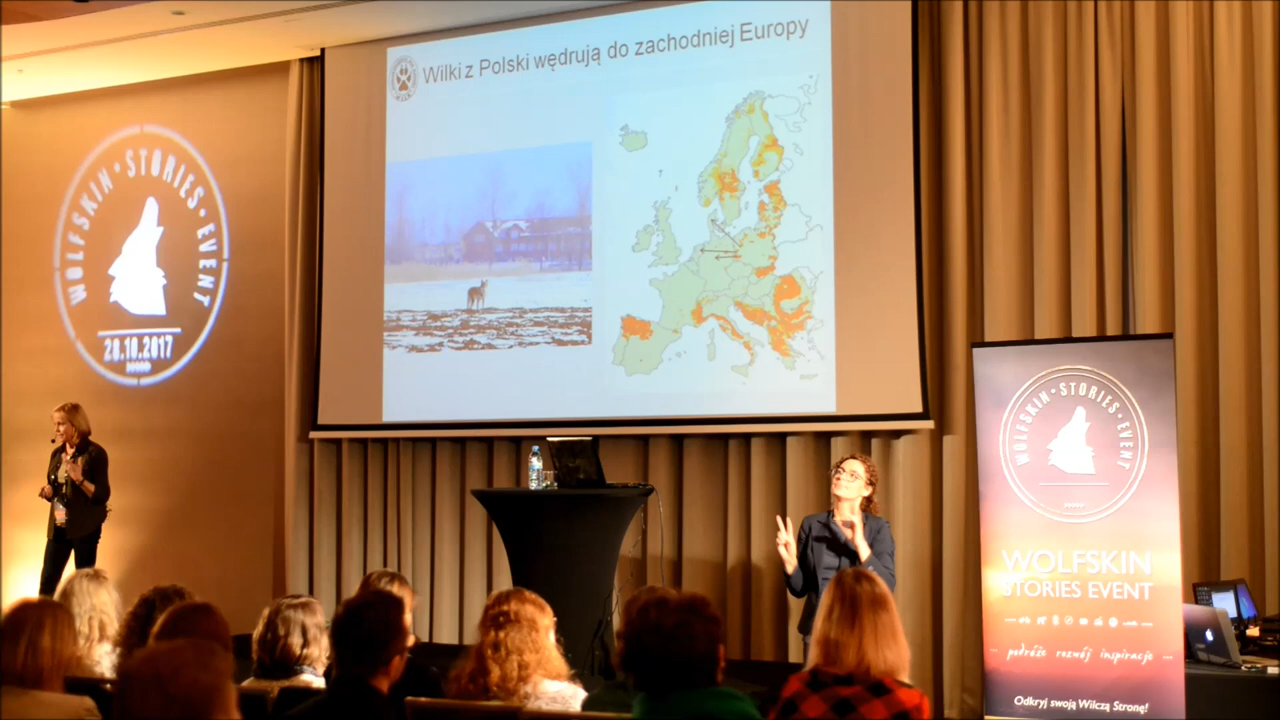 Wilki z Polski wędrują do zachodniej Europy
WOLFSKIN · STORIES · EVENT
28.10.2017
WOLFSKIN · STORIES · EVENT
WOLFSKIN
STORIES EVENT
podróże rozwój inspiracje
Odkryj swoją Wilczą Stronę!